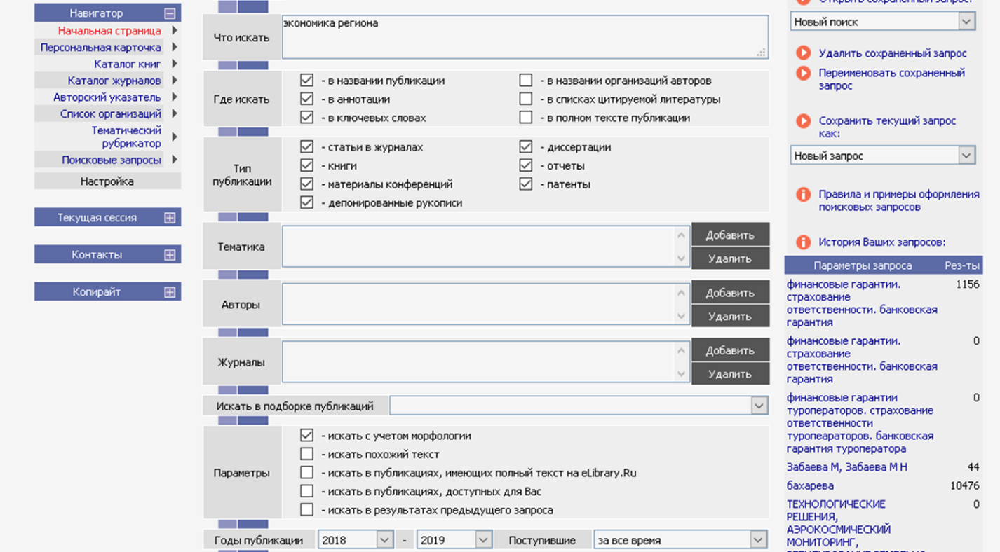 Навигатор
Начальная страница
Персональная карточка
Каталог книг
Каталог журналов
Авторский указатель
Список организаций
Тематический
рубрикатор
Поисковые запросы
Настройка
Текущая сессия
Контакты
Копирайт
Что искать
экономика региона
Где искать
- в названии публикации
- в аннотации
- в ключевых словах
- в названии организаций авторов
- в списках цитируемой литературы
- в полном тексте публикации
Тип
публикации
- статьи в журналах
- книги
- материалы конференций
- депонированные рукописи
- диссертации
- отчеты
- патенты
Тематика
Добавить
Удалить
Авторы
Добавить
Удалить
Журналы
Добавить
Удалить
Искать в подборке публикаций
Параметры
- искать с учетом морфологии
- искать похожий текст
- искать в публикациях, имеющих полный текст на eLibrary.Ru
- искать в публикациях, доступных для Вас
- искать в результатах предыдущего запроса
Годы публикации 2018 - 2019 Поступившие за все время
Новый поиск
Удалить сохраненный запрос
Переименовать сохраненный
запрос
Сохранить текущий запрос
как:
Новый запрос
Правила и примеры оформления
поисковых запросов
История Ваших запросов:
Параметры запроса Рез-ты
финансовые гарантии. 1156
страхование
ответственности. банковская
гарантия
финансовые гарантии. 0
страхование
ответственности. банковская
гарантия
финансовые гарантии 0
туроператоров. страхование
ответственности
туропеараторов. банковская
гарантия туроператора
Забаева М, Забаева М Н 44
бахарева 10476
ТЕХНОЛОГИЧЕСКИЕ 0
РЕШЕНИЯ,
АЭРОКОСМИЧЕСКИЙ
МОНИТОРИНГ,